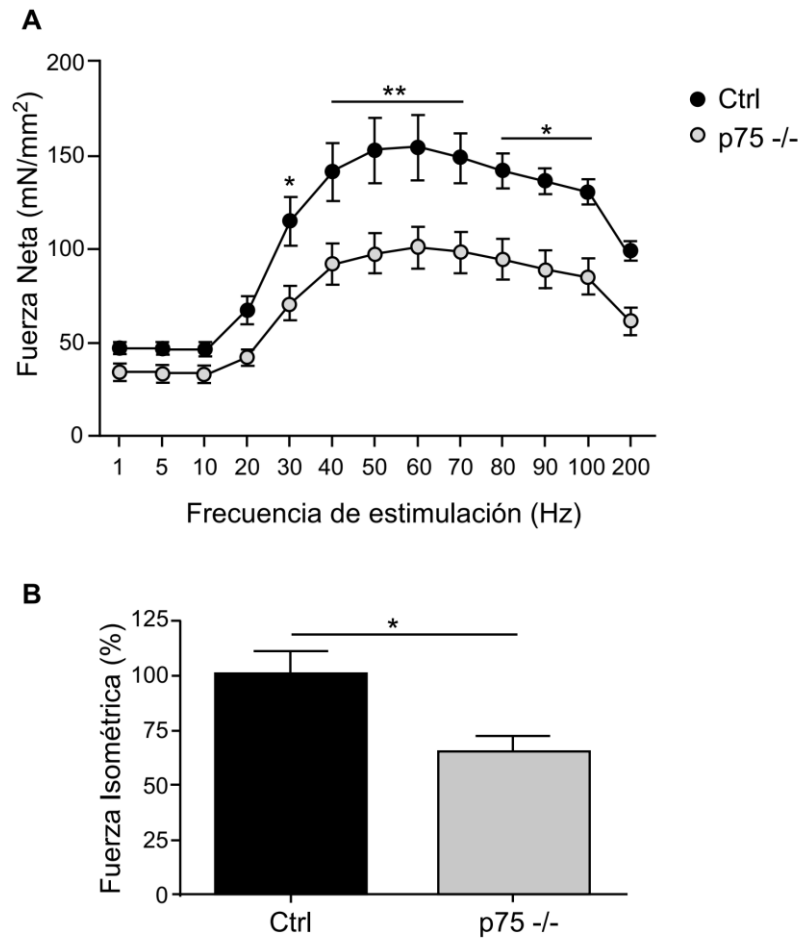 A
Fuerza Neta (mN/mm²)
200
150
100
50
0
**
*
*
Ctrl
p75 -/-
1 5 10 20 30 40 50 60 70 80 90 100 200
Frecuencia de estimulación (Hz)
B
Fuerza Isométrica (%)
125
100
75
50
25
0
*
Ctrl p75 -/-